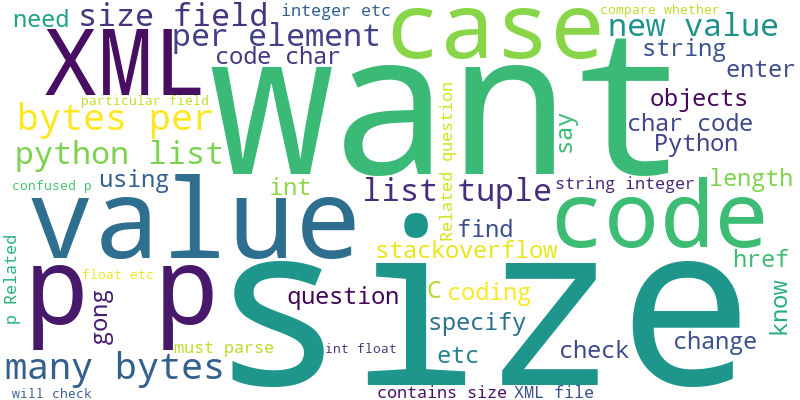 need
size field
integer etc
case
compare whether
new value
XML
per element
code char
string
want
enter
particular field
bytes per
objects
char code
Python
say
Related question
python list
confused p
using
int
list tuple
string integer
length
value
code
find
p Related
stackoverflow
href
p p
size
float etc
gong
question
c
coding
know
specify
must parse
int float
etc
check
change
many bytes
will check
contains size
XML file